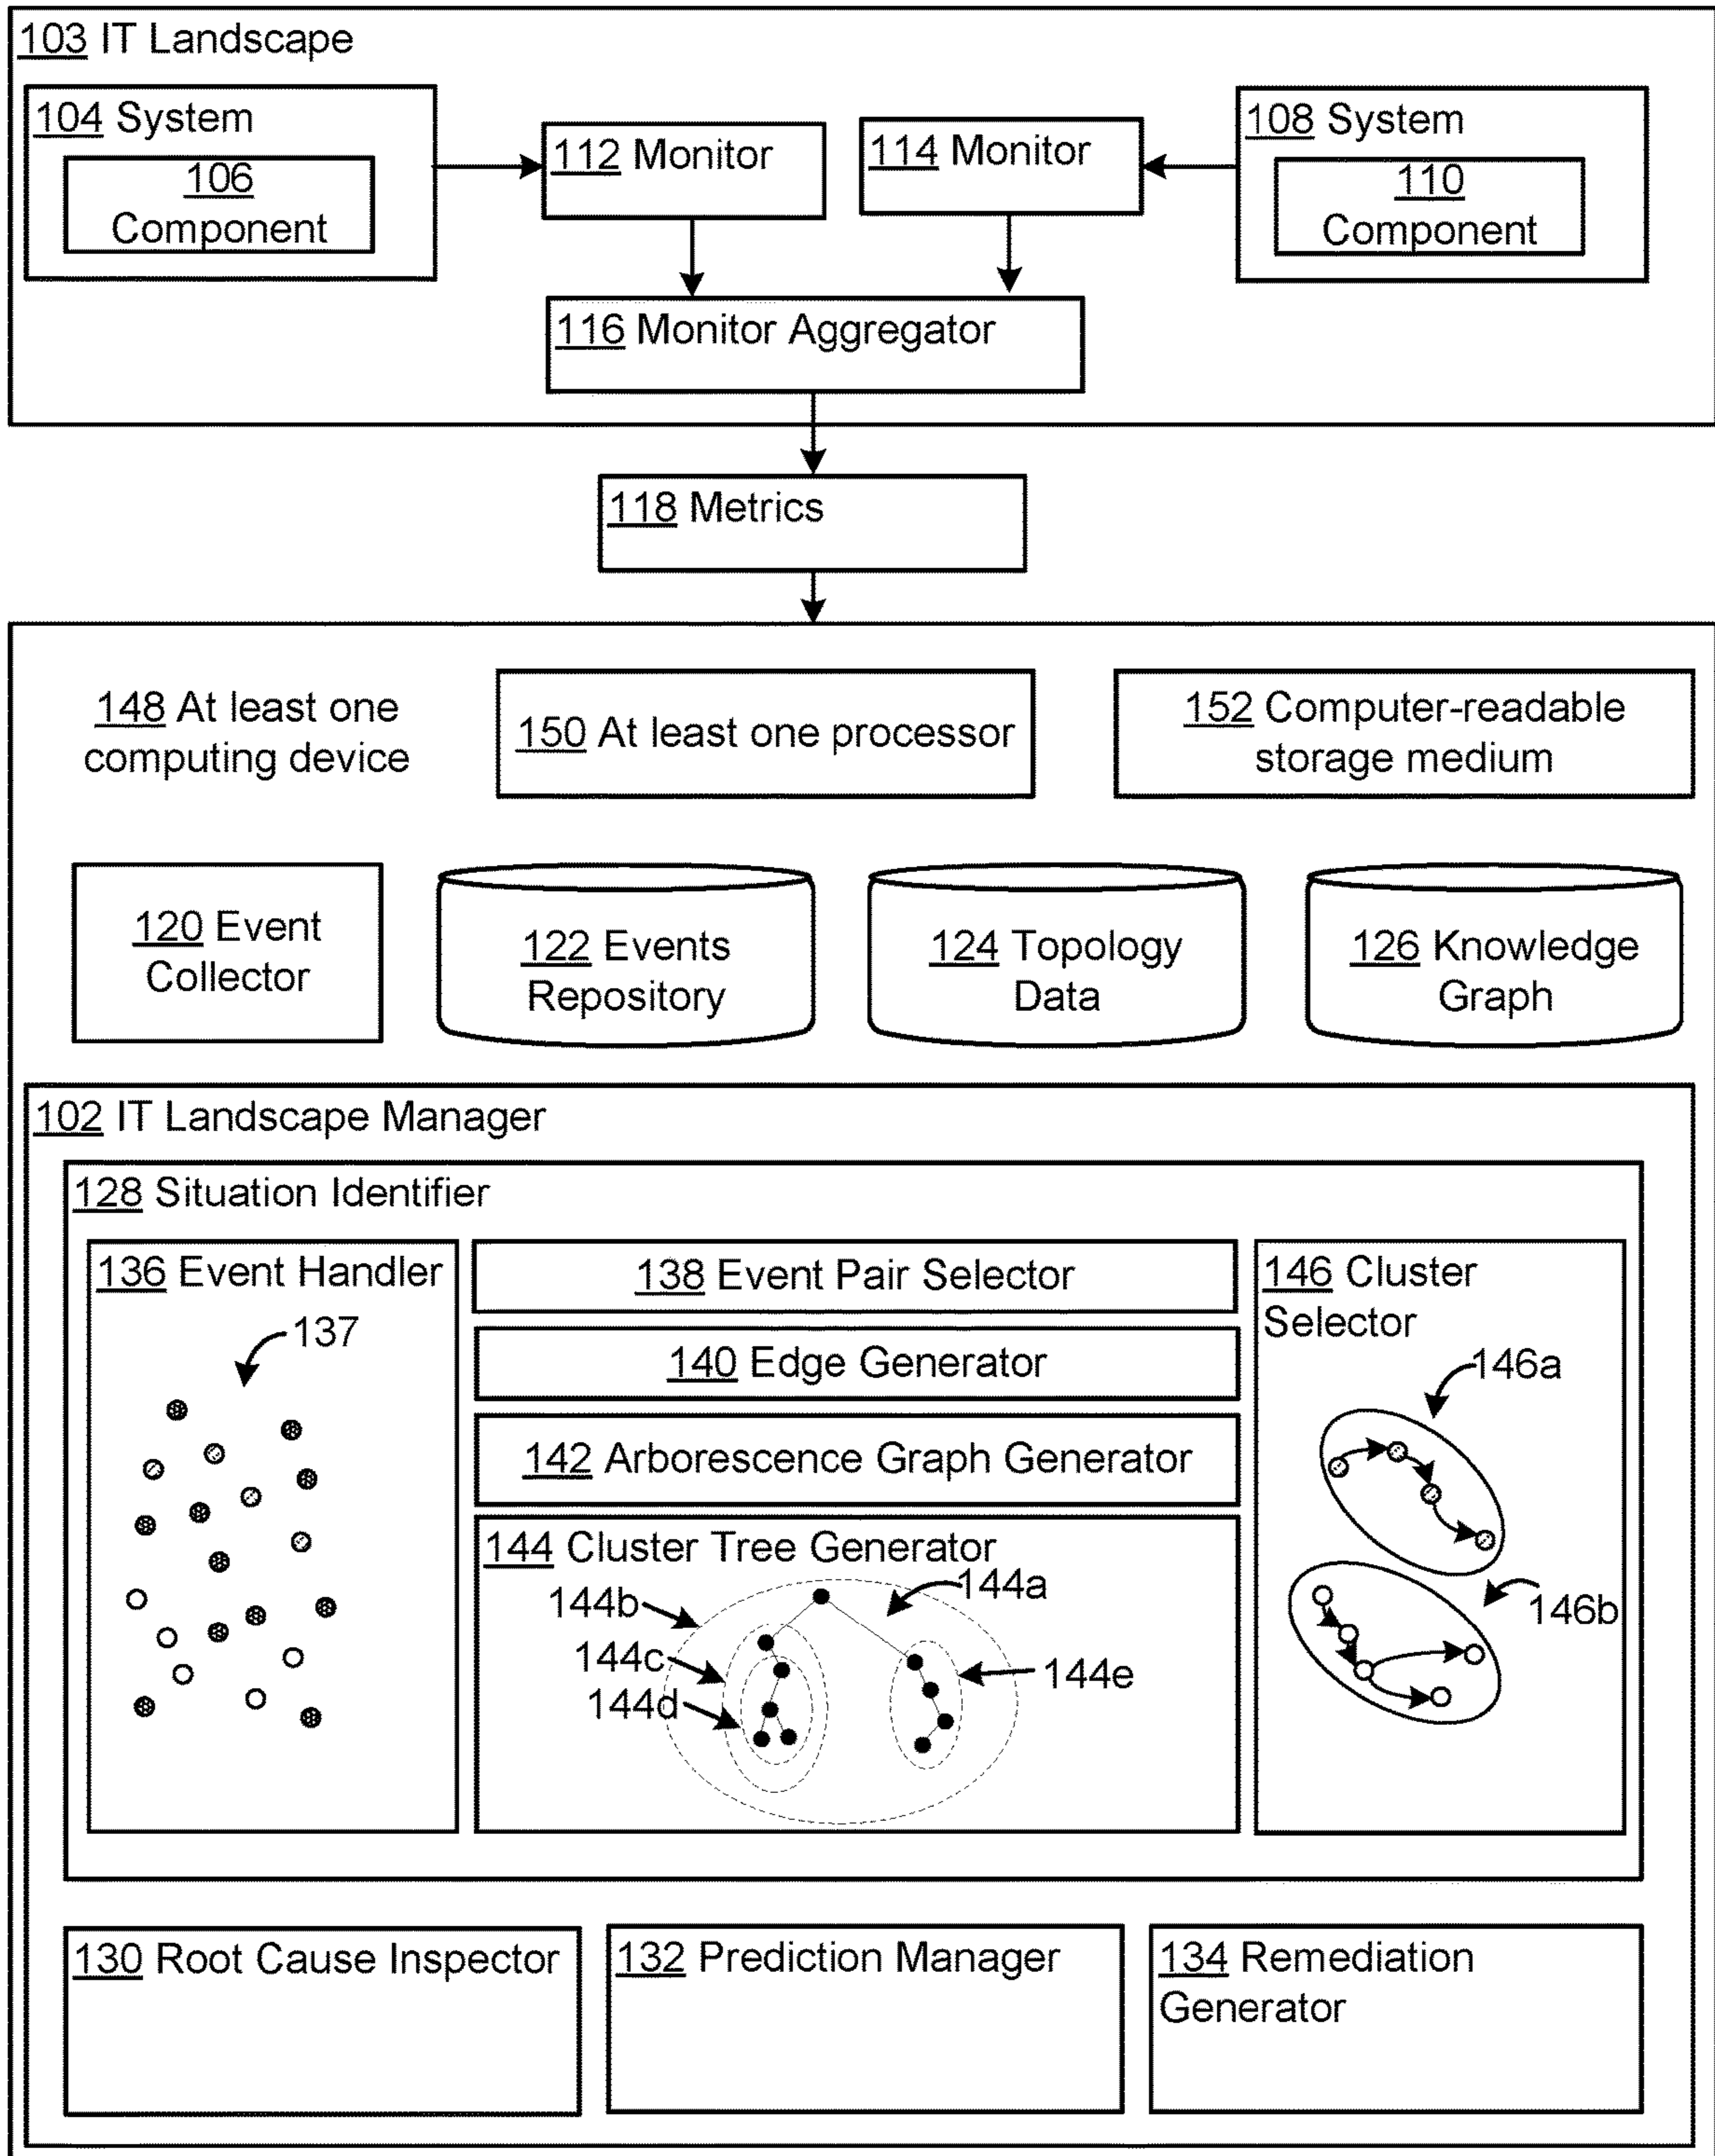 103 IT Landscape
104 System
106
Component
112 Monitor
114 Monitor
108 System
110
Component
116 Monitor Aggregator
118 Metrics
148 At least one
computing device
150 At least one processor
152 Computer-readable
storage medium
120 Event
Collector
122 Events
Repository
124 Topology
Data
126 Knowledge
Graph
102 IT Landscape Manager
128 Situation Identifier
136 Event Handler
137
138 Event Pair Selector
140 Edge Generator
142 Arborescence Graph Generator
144 Cluster Tree Generator
144a
144b
144c
144d
144e
146 Cluster
Selector
146a
146b
130 Root Cause Inspector
132 Prediction Manager
134 Remediation
Generator